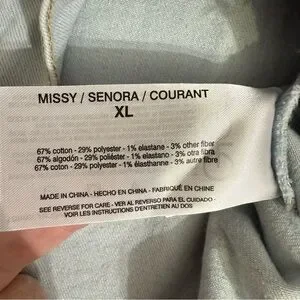 MISSY / SENORA / COURANT
XL
67% cotton - 29% polyester - 1% elastane - 3% other fiber
67% algodón - 29% poliéster - 1% elastano - 3% otra fibra
67% coton - 29% polyester - 1% élasthanne - 3% autre fibre
MADE IN CHINA - HECHO EN CHINA - FABRIQUÉ EN CHINE
SEE REVERSE FOR CARE - VER AL REVERSO PARA EL CUIDADO
VOIR LES INSTRUCTIONS D'ENTRETIEN AU DOS